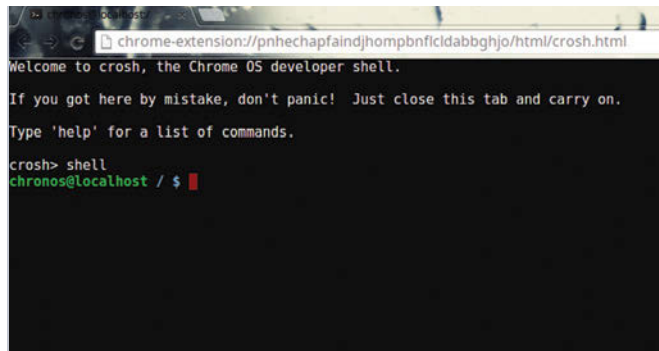 chronos@localhost: /
chrome-extension://pnhechapfaindjhompbnflcldabbghjo/html/crosh.html
Welcome to crosh, the Chrome OS developer shell.
If you got here by mistake, don't panic!  Just close this tab and carry on.
Type 'help' for a list of commands.
crosh> shell
chronos@localhost / $